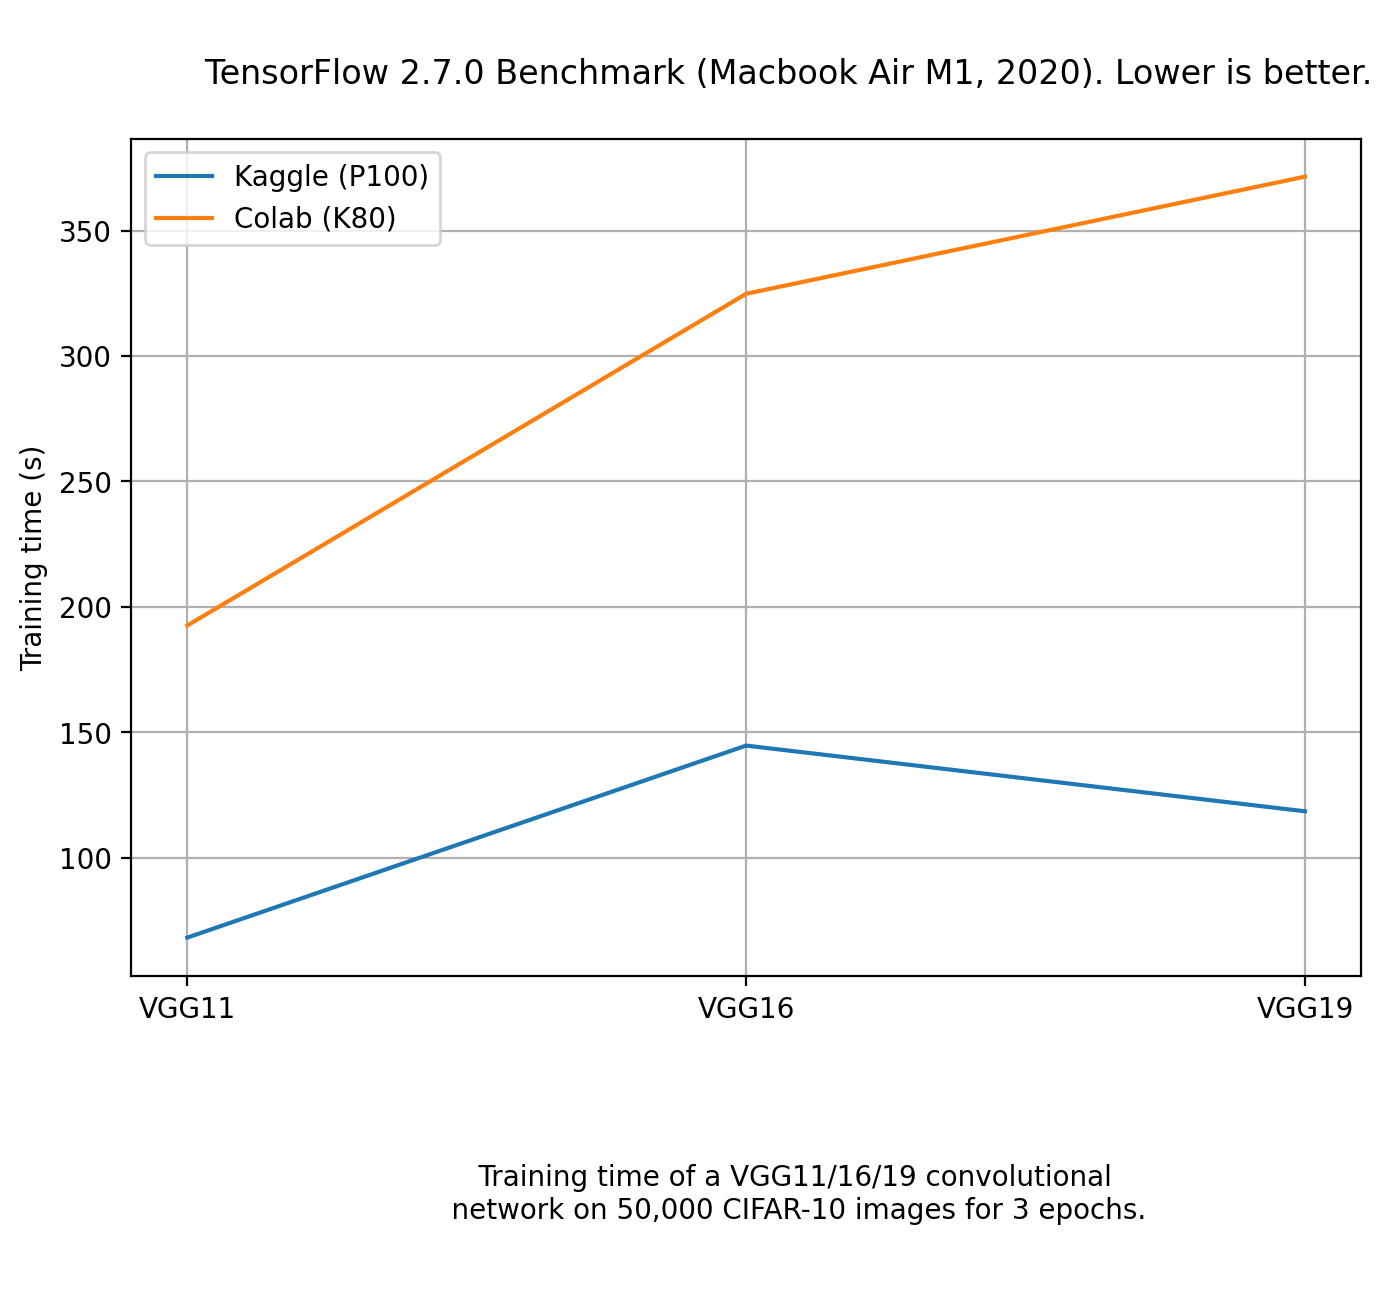 TensorFlow 2.7.0 Benchmark (Macbook Air M1, 2020). Lower is better.
Kaggle (P100)
Colab (K80)
Training time (s)
350
300
250
200
150
100
VGG11
VGG16
VGG19
Training time of a VGG11/16/19 convolutional
network on 50,000 CIFAR-10 images for 3 epochs.